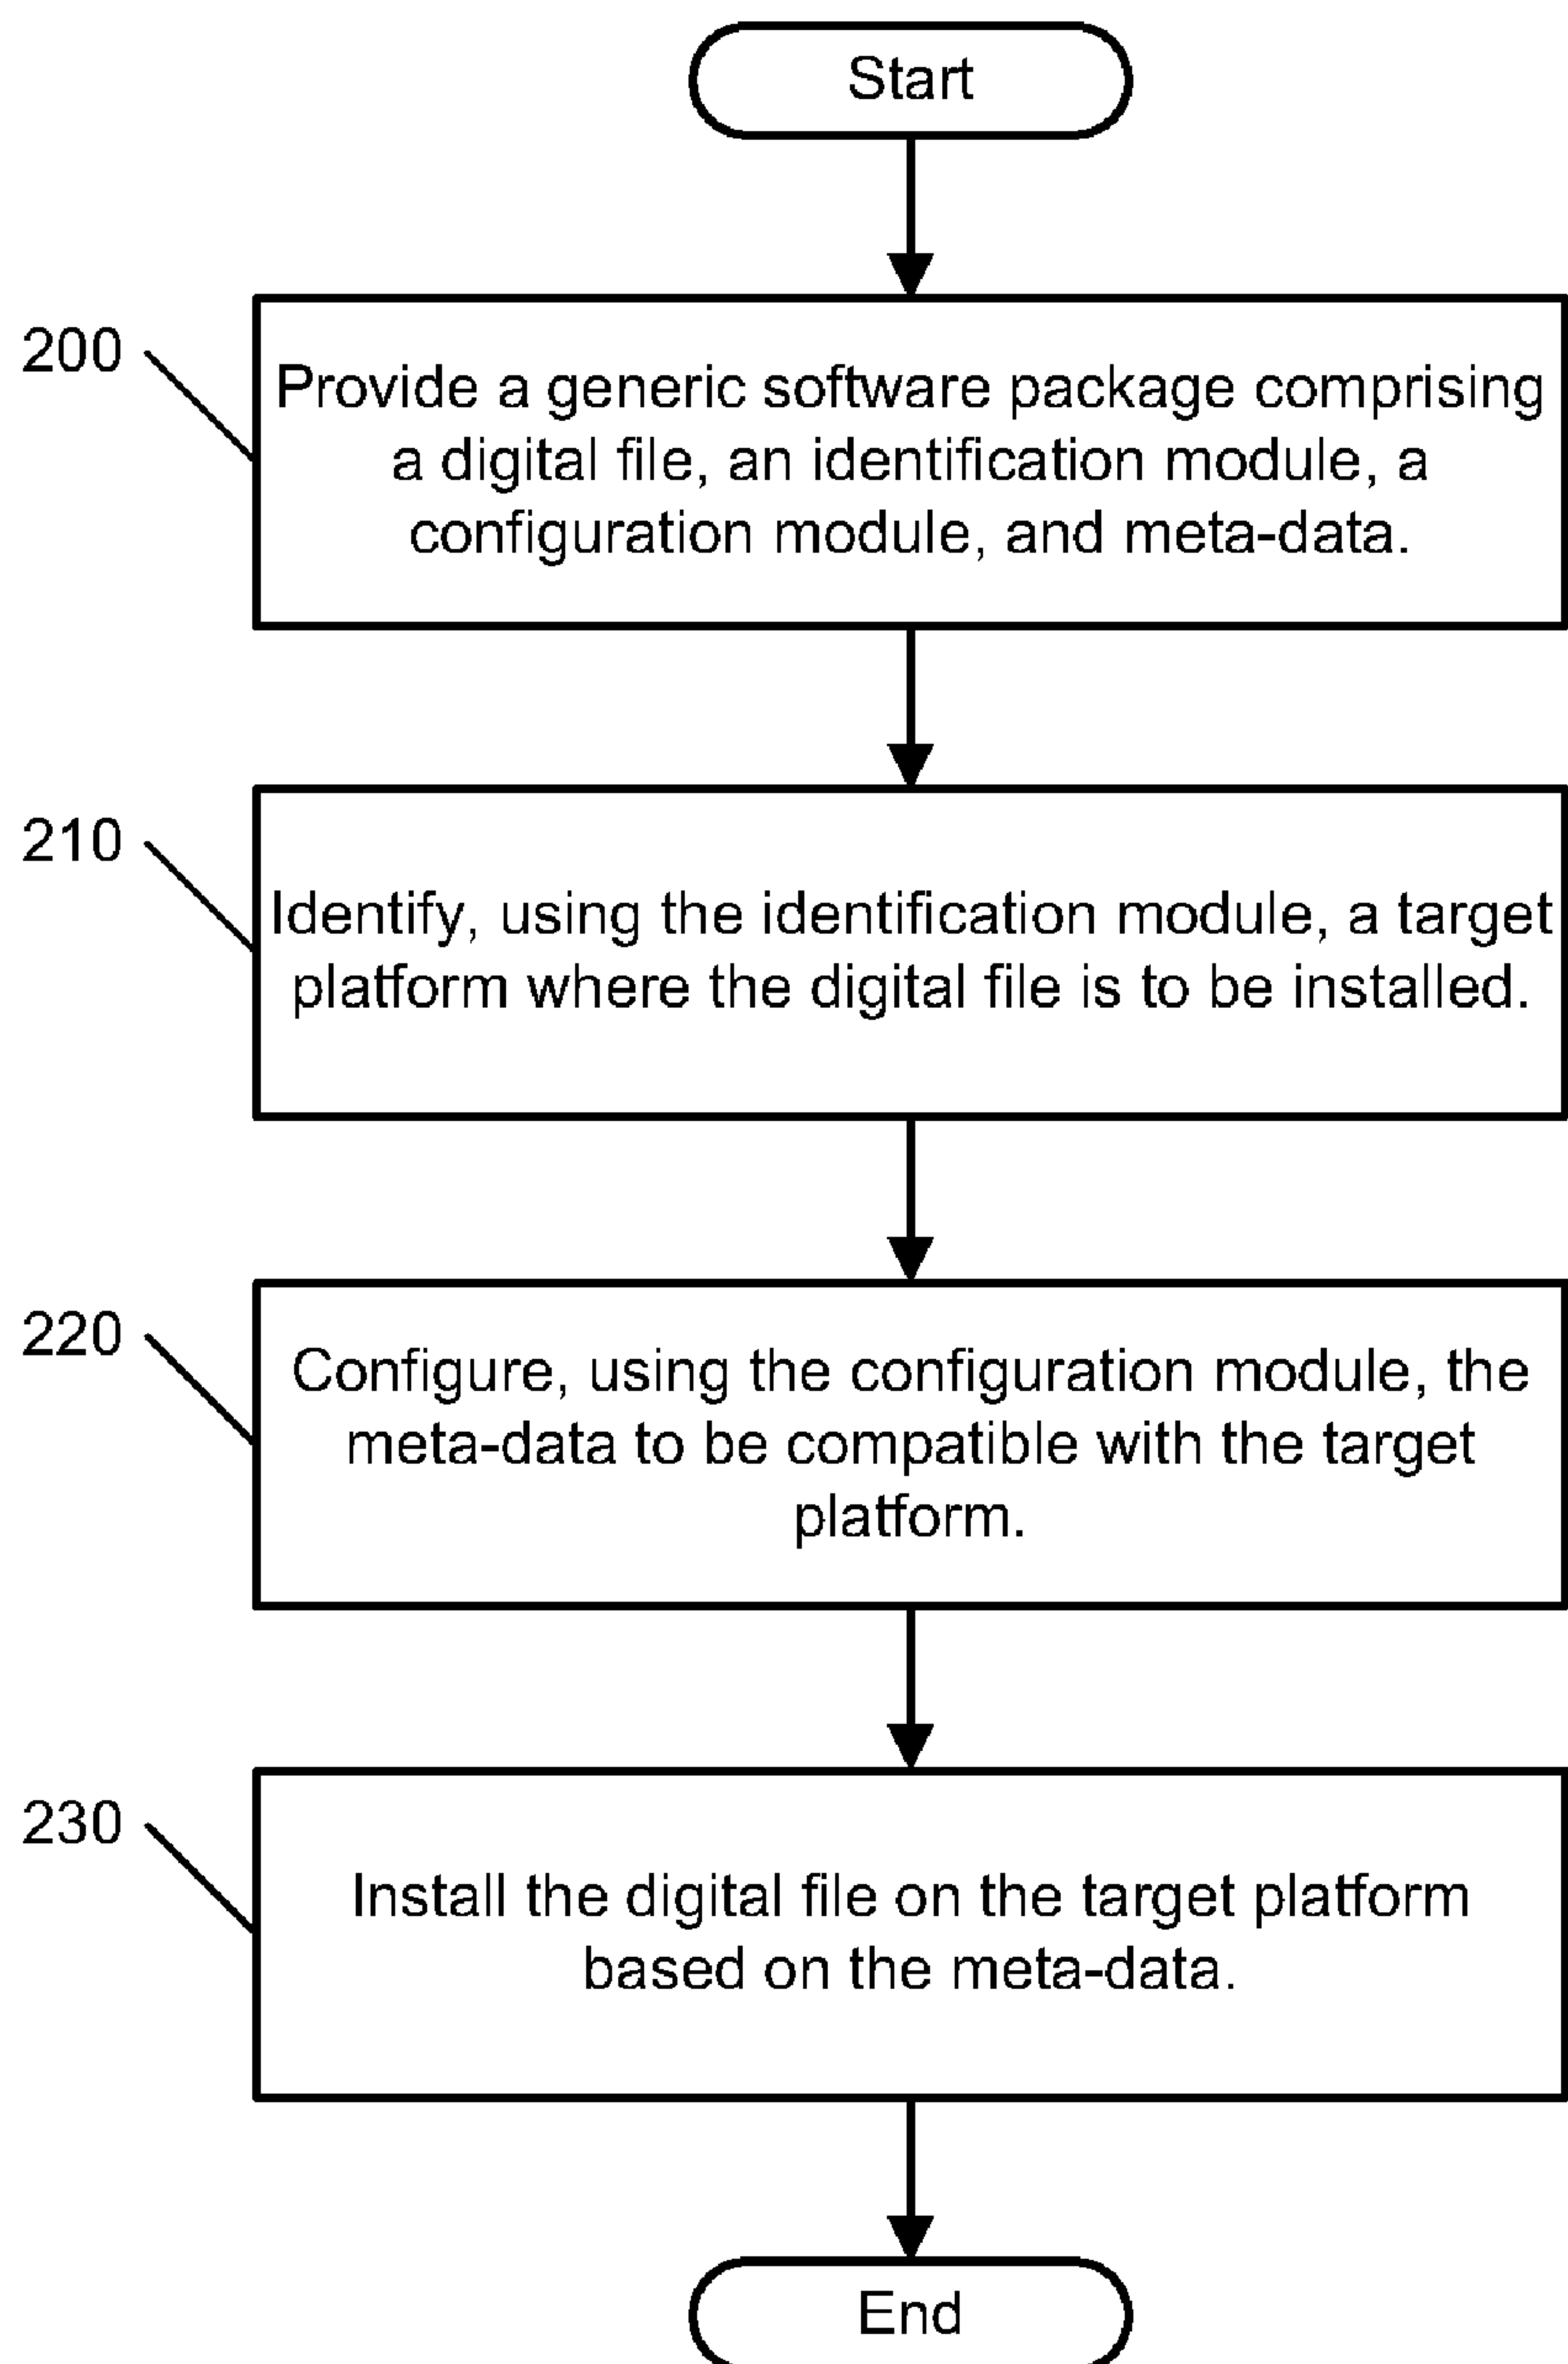 Start
200
Provide a generic software package comprising
a digital file, an identification module, a
configuration module, and meta-data.
210
Identify, using the identification module, a target
platform where the digital file is to be installed.
220
Configure, using the configuration module, the
meta-data to be compatible with the target
platform.
230
Install the digital file on the target platform
based on the meta-data.
End